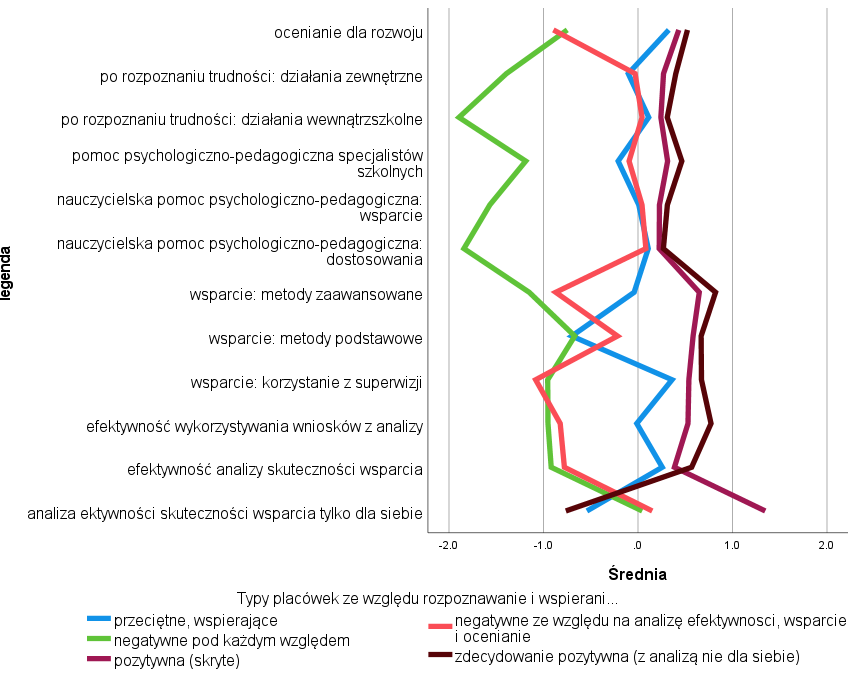 ocenianie dla rozwoju
po rozpoznaniu trudności: działania zewnętrzne
po rozpoznaniu trudności: działania wewnątrzszkolne
pomoc psychologiczno-pedagogiczna specjalistów
szkolnych
nauczycielska pomoc psychologiczno-pedagogiczna:
wsparcie
nauczycielska pomoc psychologiczno-pedagogiczna:
dostosowania
legenda
wsparcie: metody zaawansowane
wsparcie: metody podstawowe
wsparcie: korzystanie z superwizji
efektywność wykorzystywania wniosków z analizy
efektywność analizy skuteczności wsparcia
analiza ektywności skuteczności wsparcia tylko dla siebie
-2.0 -1.0 .0 1.0 2.0
Średnia
Typy placówek ze względu rozpoznawanie i wspierani...
przeciętne, wspierające
negatywne pod każdym względem
pozytywna (skryte)
negatywne ze względu na analizę efektywnosci, wsparcie
i ocenianie
zdecydowanie pozytywna (z analizą nie dla siebie)